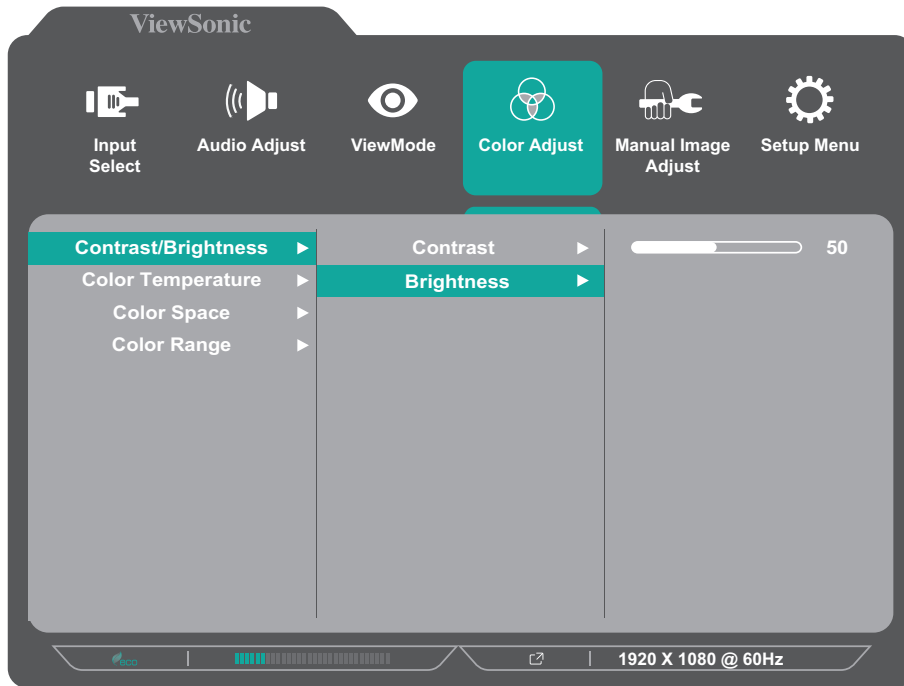 ViewSonic
Input
Select
Audio Adjust
ViewMode
Color Adjust
Manual Image
Adjust
Setup Menu
Contrast/Brightness
Contrast
50
Color Temperature
Brightness
Color Space
Color Range
eco
1920 X 1080 @ 60Hz